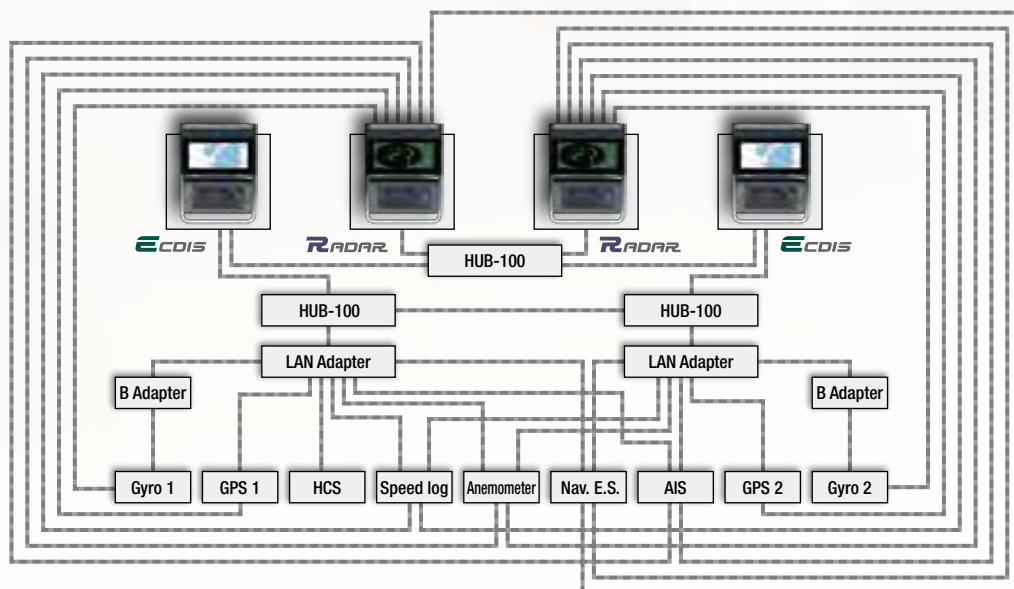 ECDIS
RADAR
RADAR
ECDIS
HUB-100
HUB-100
HUB-100
LAN Adapter
LAN Adapter
B Adapter
B Adapter
Gyro 1
GPS 1
HCS
Speed log
Anemometer
Nav. E.S.
AIS
GPS 2
Gyro 2